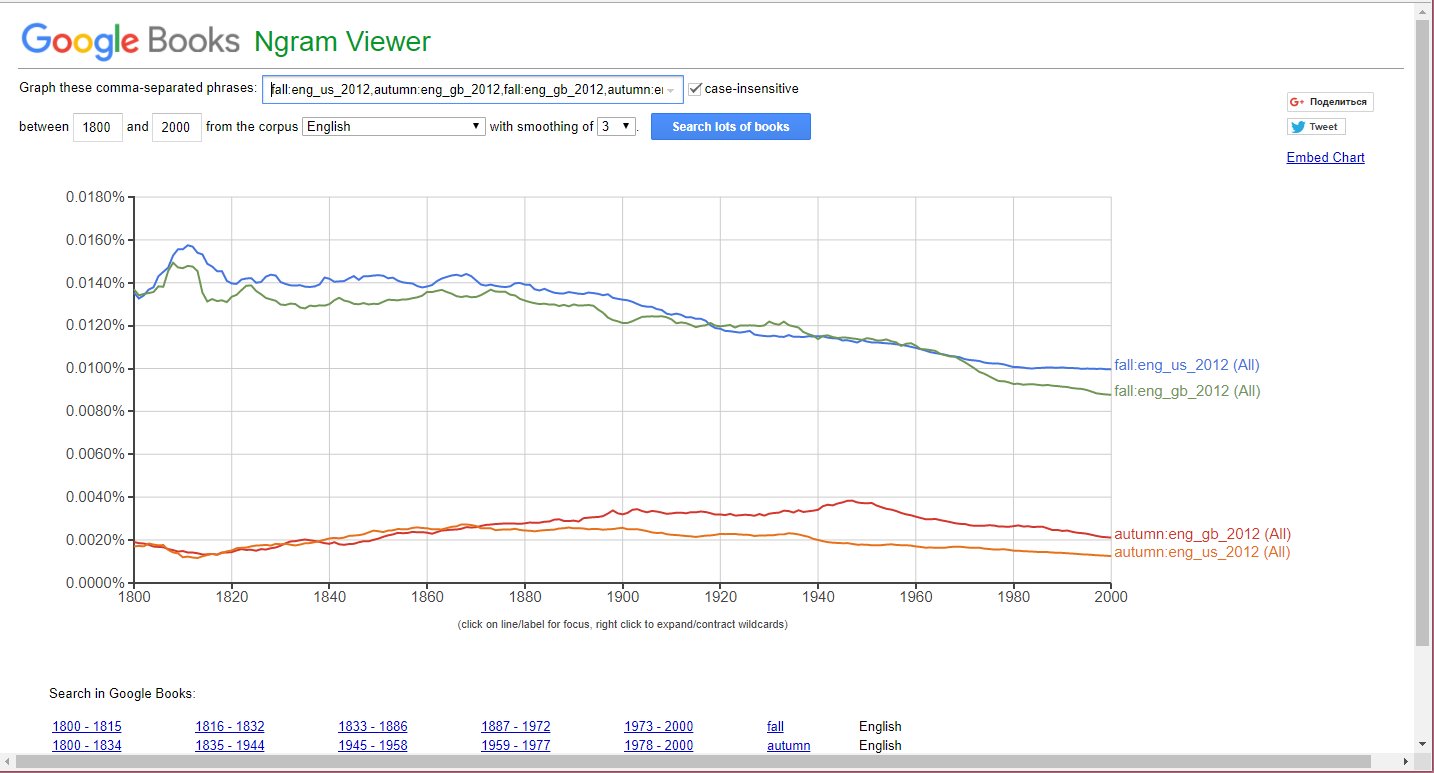 Google Books Ngram Viewer
Graph these comma-separated phrases: fall:eng_us_2012,autumn:eng_gb_2012,fall:eng_gb_2012,autumn:e case-insensitive
between 1800 and 2000 from the corpus English with smoothing of 3 . Search lots of books
G+ Поделиться
Tweet
Embed Chart
0.0180%
0.0160%
0.0140%
0.0120%
0.0100%
0.0080%
0.0060%
0.0040%
0.0020%
0.0000%
fall:eng_us_2012 (All)
fall:eng_gb_2012 (All)
autumn:eng_gb_2012 (All)
autumn:eng_us_2012 (All)
1800 1820 1840 1860 1880 1900 1920 1940 1960 1980 2000
(click on line/label for focus, right click to expand/contract wildcards)
Search in Google Books:
1800 - 1815 1816 - 1832 1833 - 1886 1887 - 1972 1973 - 2000 fall English
1800 - 1834 1835 - 1944 1945 - 1958 1959 - 1977 1978 - 2000 autumn English